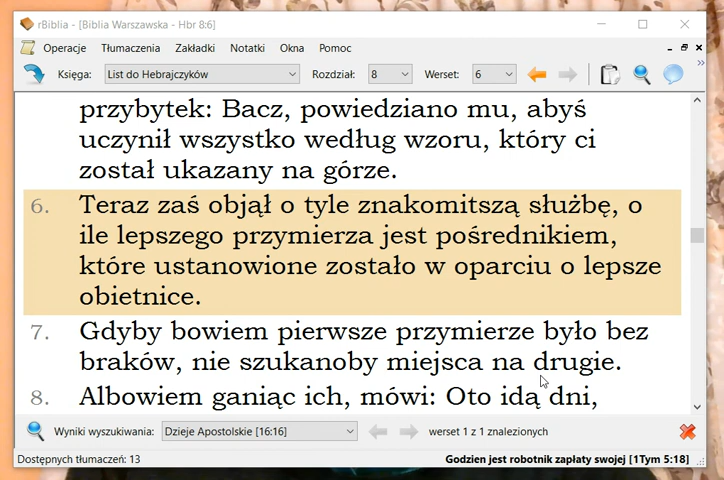 rBiblia - [Biblia Warszawska - Hbr 8:6]
Operacje Tłumaczenia Zakładki Notatki Okna Pomoc
Księga: List do Hebrajczyków Rozdział: 8 Werset: 6
przybytek: Bacz, powiedziano mu, abyś
uczynił wszystko według wzoru, który ci
został ukazany na górze.
6. Teraz zaś objął o tyle znakomitszą służbę, o
ile lepszego przymierza jest pośrednikiem,
które ustanowione zostało w oparciu o lepsze
obietnice.
7. Gdyby bowiem pierwsze przymierze było bez
braków, nie szukanoby miejsca na drugie.
8. Albowiem ganiąc ich, mówi: Oto idą dni,
Wyniki wyszukiwania: Dzieje Apostolskie [16:16] werset 1 z 1 znalezionych
Dostępnych tłumaczeń: 13 Godzien jest robotnik zapłaty swojej [1Tym 5:18]